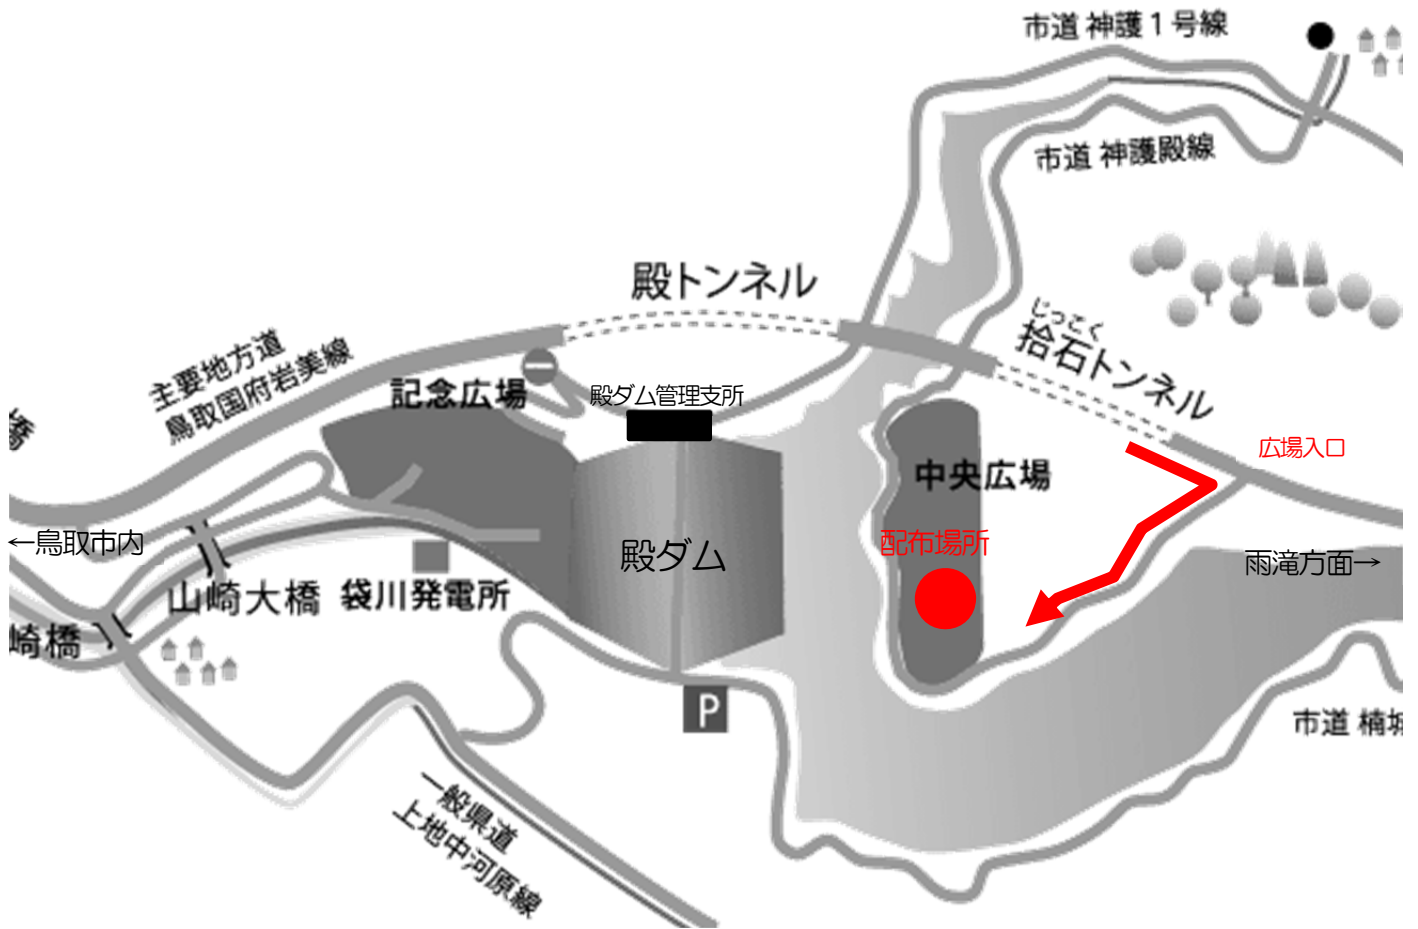 市道 神護1号線
市道 神護殿線
殿トンネル
じっこく
拾石トンネル
主要地方道
鳥取国府岩美線
記念広場
殿ダム管理支所
橋
広場入口
中央広場
←鳥取市内
配布場所
殿ダム
雨滝方面→
山崎大橋
袋川発電所
崎橋
P
市道 楠城
一般県道
上地中河原線